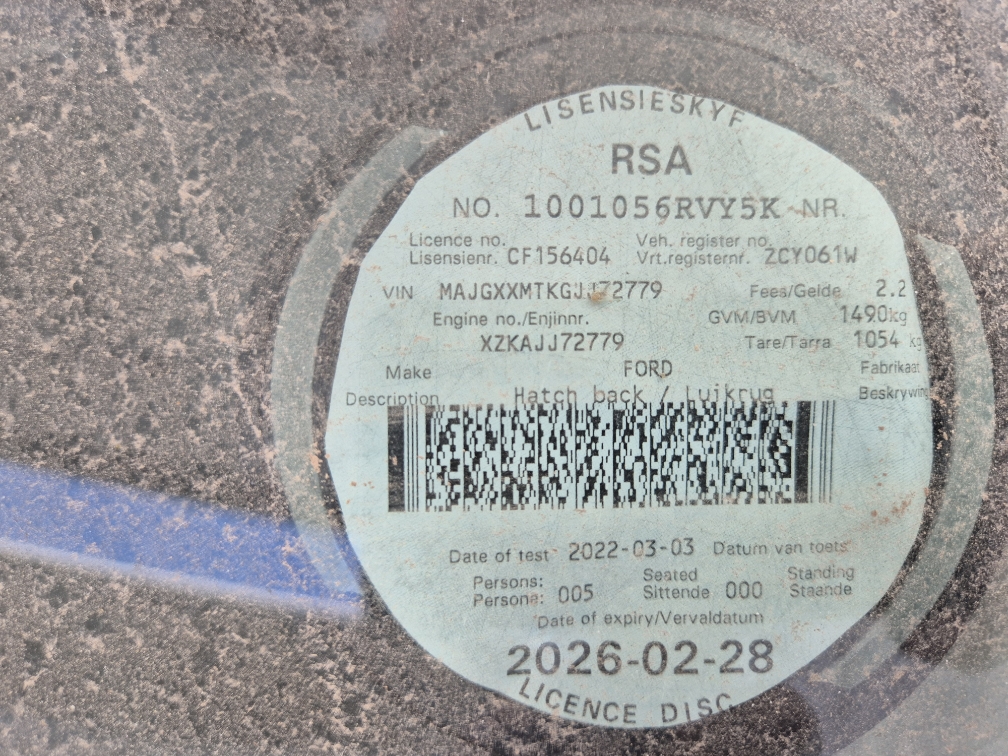 LISENSIESKYF
RSA
NO. 1001056RVY5K NR.
Licence no. Veh. register no.
Lisensienr. CF156404 Vrt.registernr. ZCY061W
VIN MAJGXXMTKGJJ72779 Fees/Gelde 2.2
Engine no./Enjinnr. GVM/BVM 1490kg
XZKAJJ72779 Tare/Tarra 1054 kg
Make FORD Fabrikaat
Description Hatch back / Luikrug Beskrywing
Date of test 2022-03-03 Datum van toets
Persons: Seated Standing
Persone: 005 Sittende 000 Staande
Date of expiry/Vervaldatum
2026-02-28
LICENCE DISC